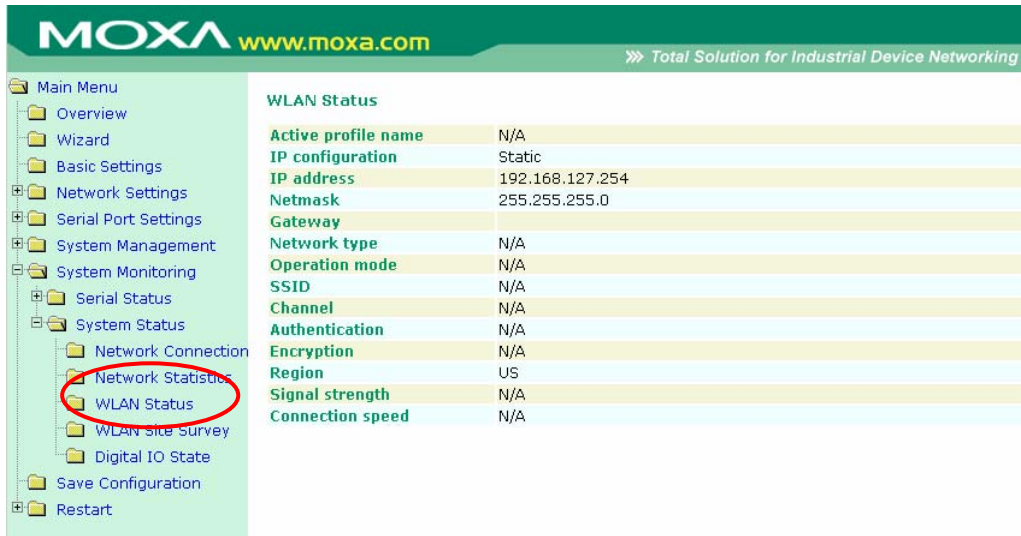 MOXA www.moxa.com
Total Solution for Industrial Device Networking
Main Menu
Overview
Wizard
Basic Settings
Network Settings
Serial Port Settings
System Management
System Monitoring
Serial Status
System Status
Network Connection
Network Statistics
WLAN Status
WLAN Site Survey
Digital IO State
Save Configuration
Restart
WLAN Status
Active profile name N/A
IP configuration Static
IP address 192.168.127.254
Netmask 255.255.255.0
Gateway
Network type N/A
Operation mode N/A
SSID N/A
Channel N/A
Authentication N/A
Encryption N/A
Region US
Signal strength N/A
Connection speed N/A